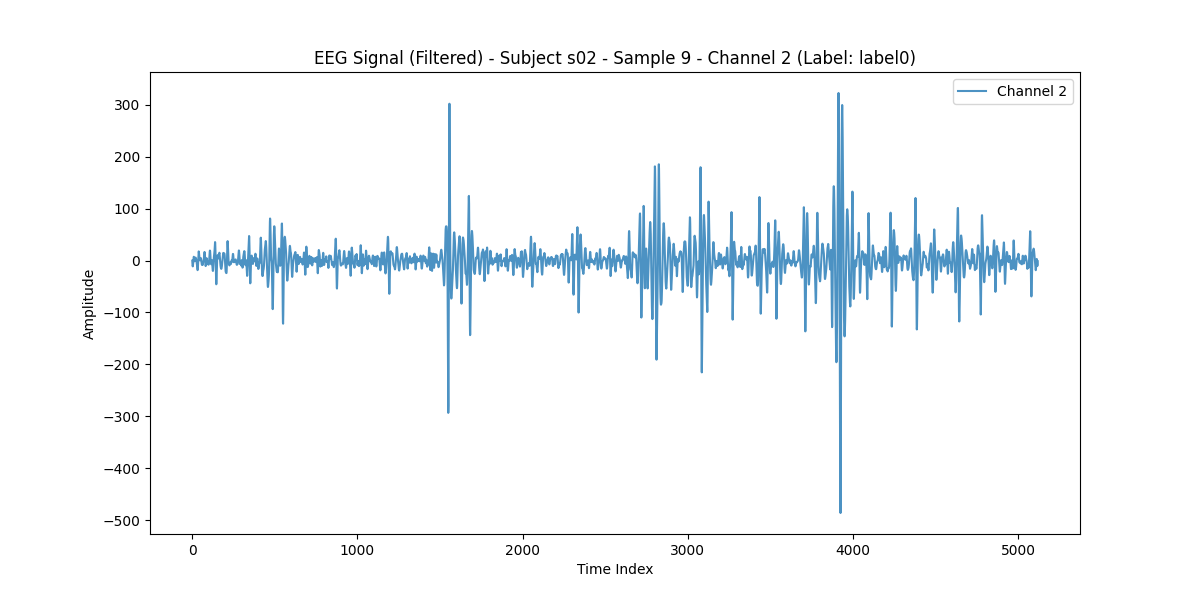 EEG Signal (Filtered) - Subject s02 - Sample 9 - Channel 2 (Label: label0)
Channel 2
300
200
100
0
−100
−200
−300
−400
−500
Amplitude
0 1000 2000 3000 4000 5000
Time Index